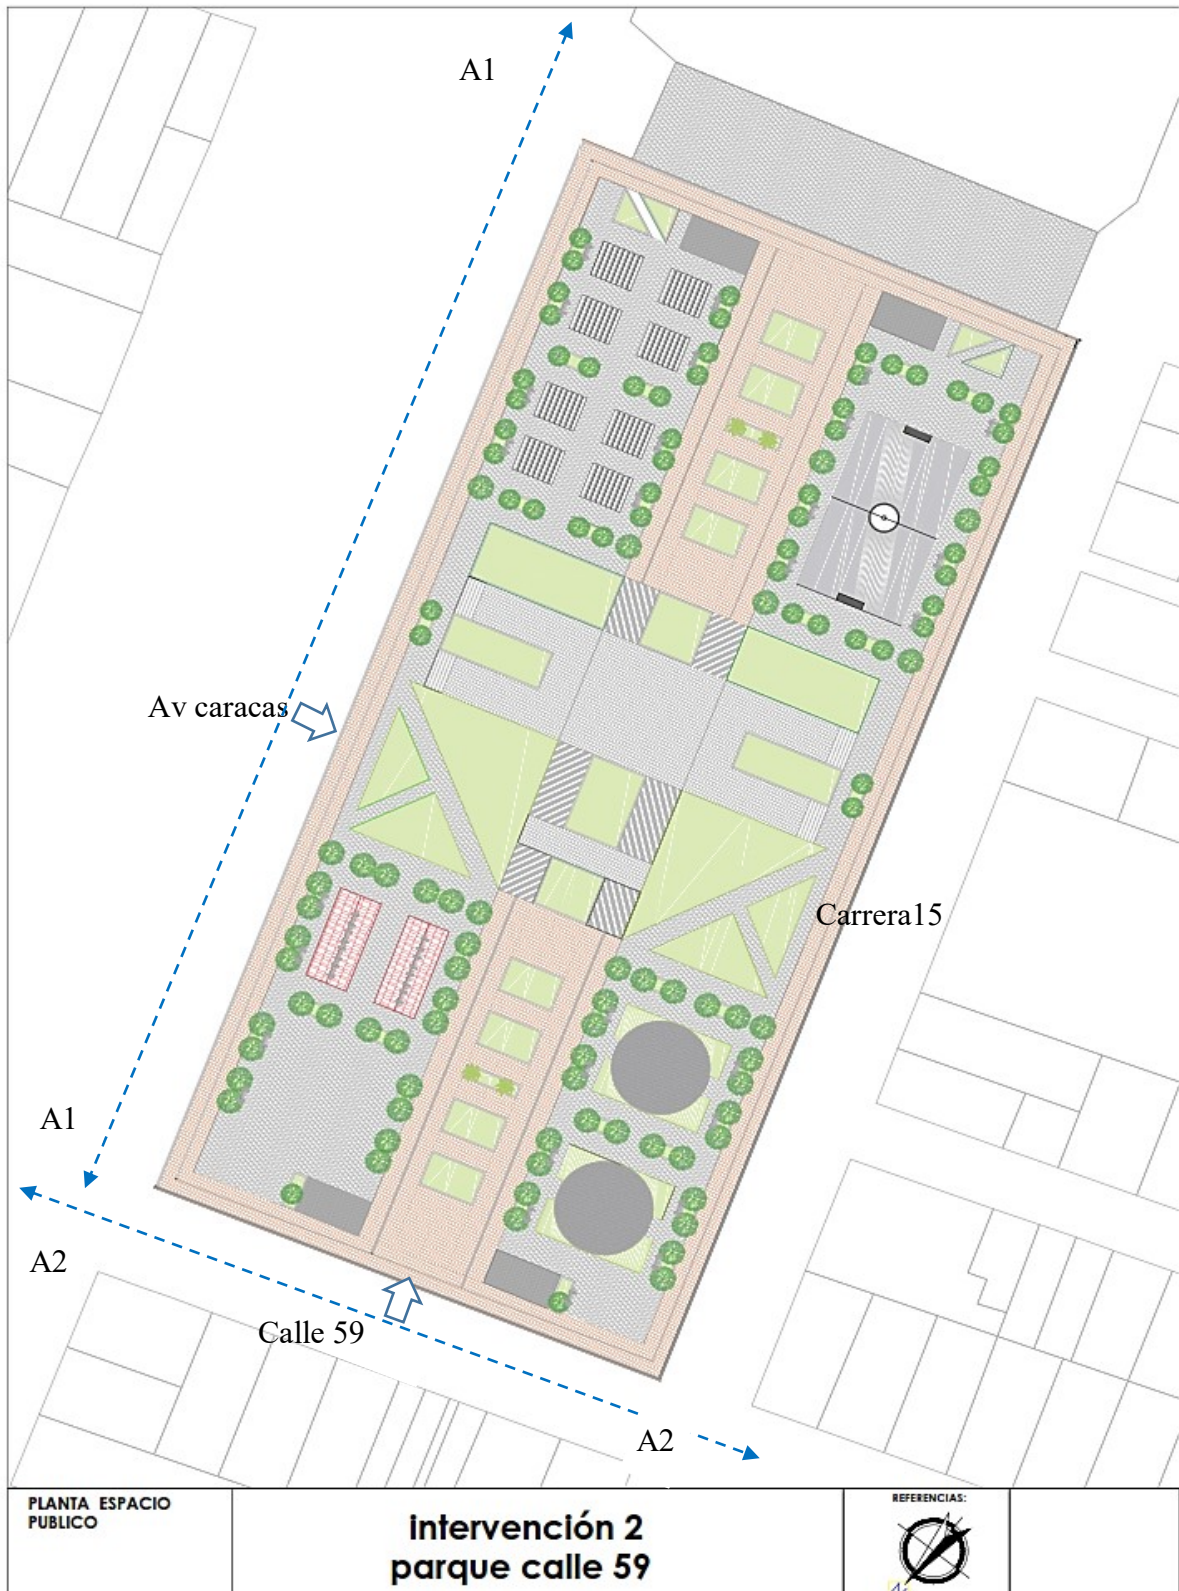 A1
Av caracas
Carrera15
A1
A2
Calle 59
A2
PLANTA ESPACIO
PUBLICO
intervención 2
parque calle 59
REFERENCIAS: